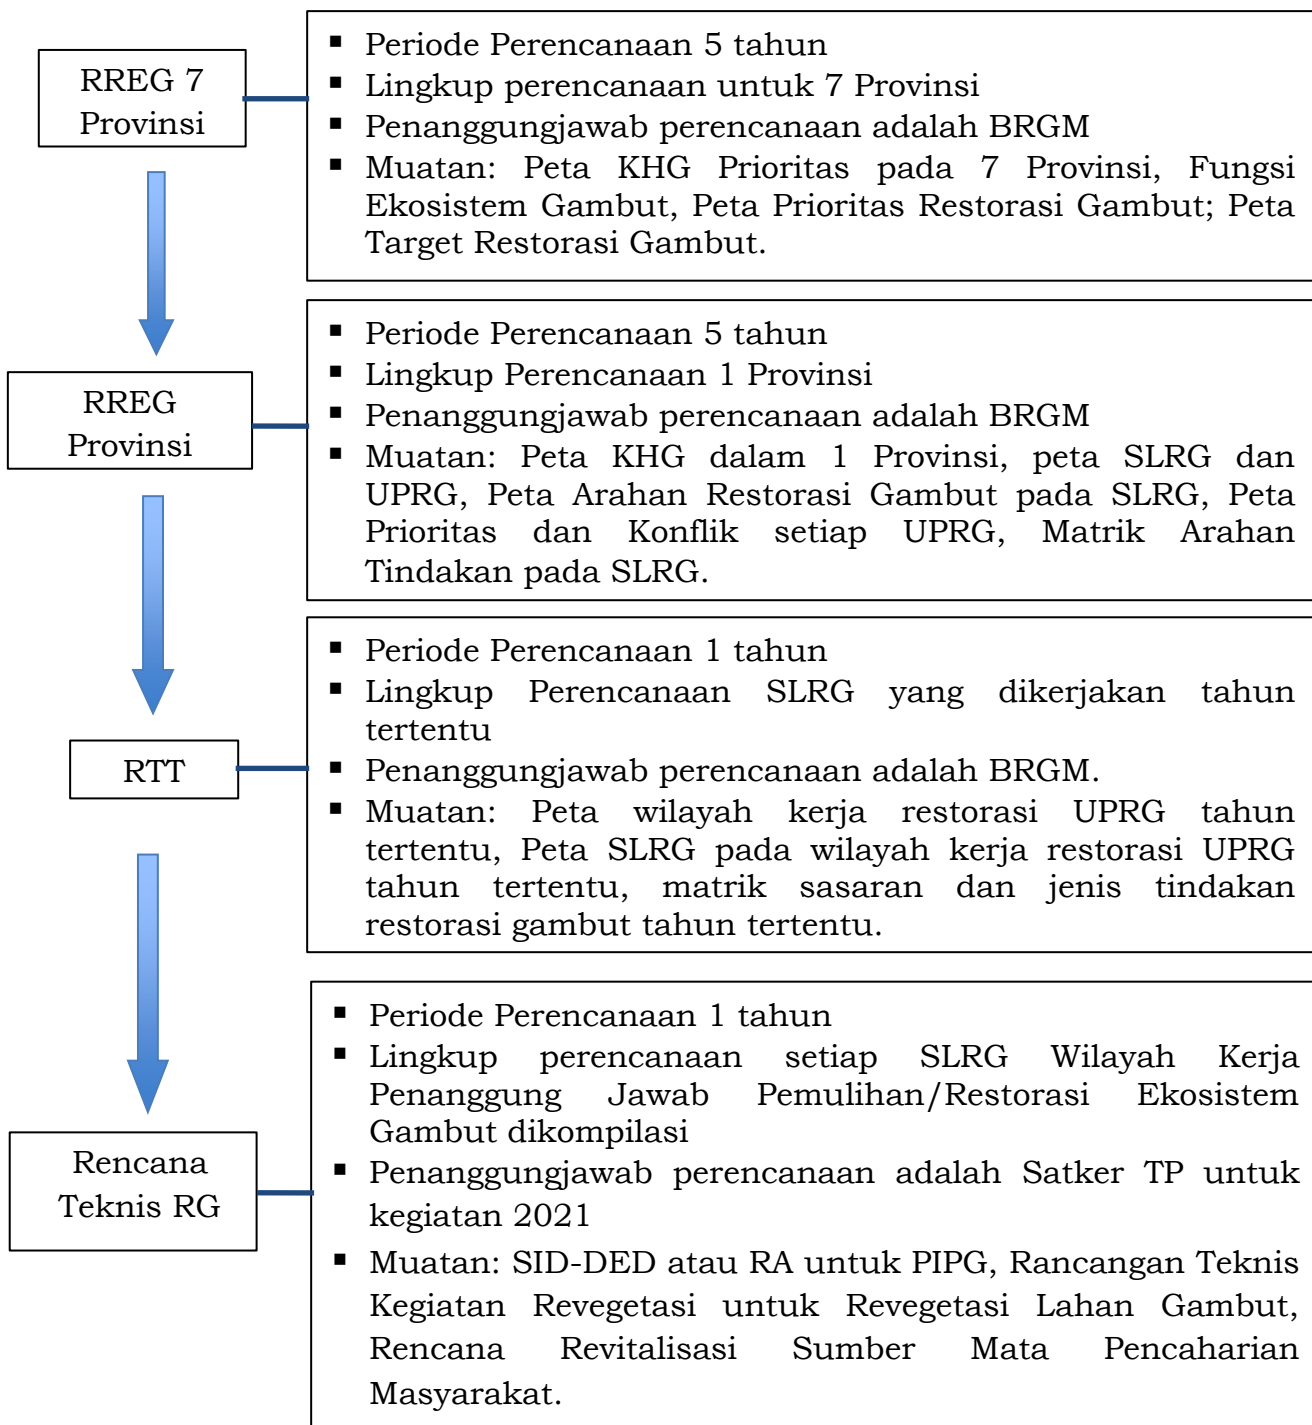 RREG 7
Provinsi
▪ Periode Perencanaan 5 tahun
▪ Lingkup perencanaan untuk 7 Provinsi
▪ Penanggungjawab perencanaan adalah BRGM
▪ Muatan: Peta KHG Prioritas pada 7 Provinsi, Fungsi
Ekosistem Gambut, Peta Prioritas Restorasi Gambut; Peta
Target Restorasi Gambut.
RREG
Provinsi
▪ Periode Perencanaan 5 tahun
▪ Lingkup Perencanaan 1 Provinsi
▪ Penanggungjawab perencanaan adalah BRGM
▪ Muatan: Peta KHG dalam 1 Provinsi, peta SLRG dan
UPRG, Peta Arahan Restorasi Gambut pada SLRG, Peta
Prioritas dan Konflik setiap UPRG, Matrik Arahan
Tindakan pada SLRG.
RTT
▪ Periode Perencanaan 1 tahun
▪ Lingkup Perencanaan SLRG yang dikerjakan tahun
tertentu
▪ Penanggungjawab perencanaan adalah BRGM.
▪ Muatan: Peta wilayah kerja restorasi UPRG tahun
tertentu, Peta SLRG pada wilayah kerja restorasi UPRG
tahun tertentu, matrik sasaran dan jenis tindakan
restorasi gambut tahun tertentu.
Rencana
Teknis RG
▪ Periode Perencanaan 1 tahun
▪ Lingkup perencanaan setiap SLRG Wilayah Kerja
Penanggung Jawab Pemulihan/Restorasi Ekosistem
Gambut dikompilasi
▪ Penanggungjawab perencanaan adalah Satker TP untuk
kegiatan 2021
▪ Muatan: SID-DED atau RA untuk PIPG, Rancangan Teknis
Kegiatan Revegetasi untuk Revegetasi Lahan Gambut,
Rencana Revitalisasi Sumber Mata Pencaharian
Masyarakat.